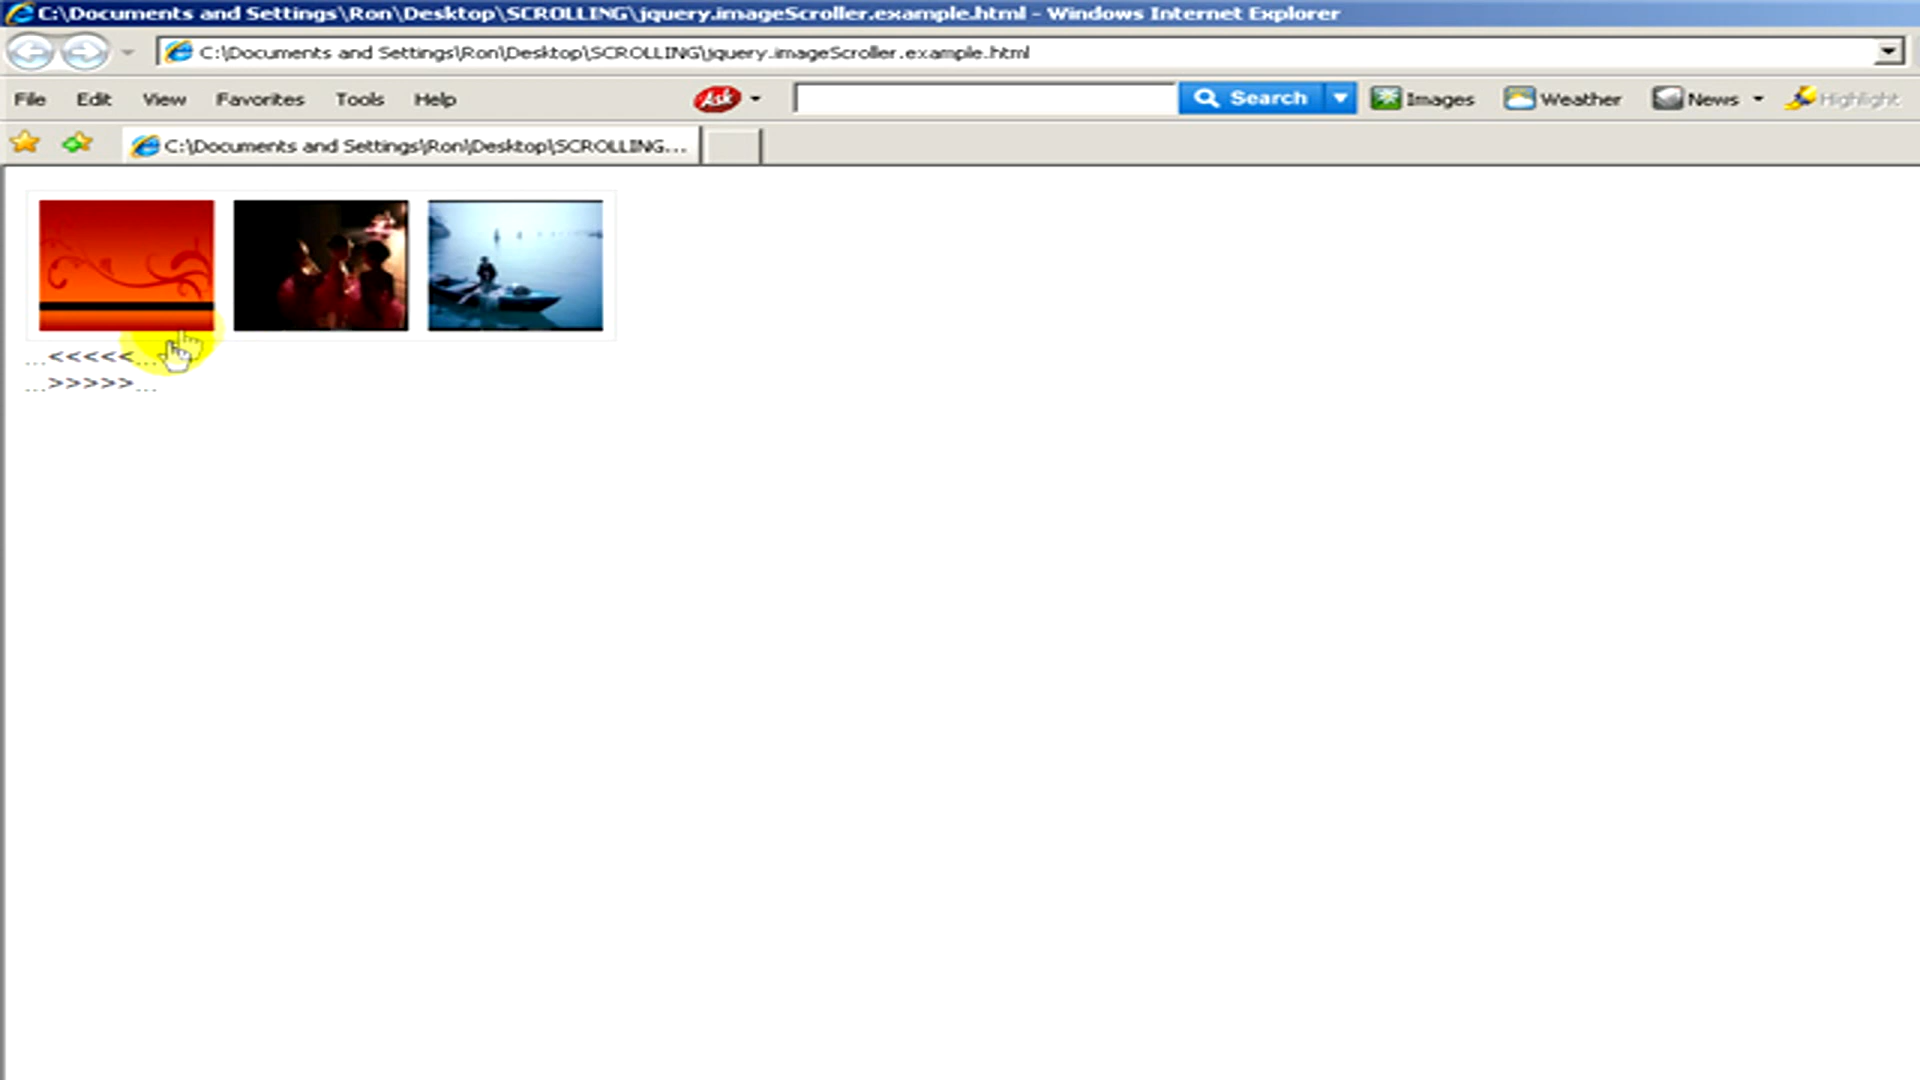 C:\Documents and Settings\Ron\Desktop\SCROLLING\jquery.imageScroller.example.html - Windows Internet Explorer
C:\Documents and Settings\Ron\Desktop\SCROLLING\jquery.imageScroller.example.html
File Edit View Favorites Tools Help Ask Search Images Weather News Highlight
C:\Documents and Settings\Ron\Desktop\SCROLLING...
...<<<<<...
...>>>>>...